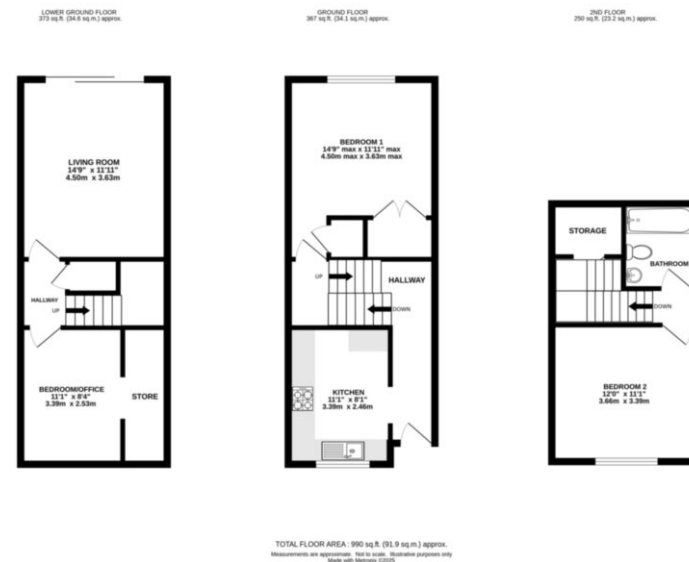 LOWER GROUND FLOOR
373 sq.ft. (34.6 sq.m.) approx.
GROUND FLOOR
367 sq.ft. (34.1 sq.m.) approx.
2ND FLOOR
250 sq.ft. (23.2 sq.m.) approx.
LIVING ROOM
14'9" x 11'11"
4.50m x 3.63m
HALLWAY
UP
BEDROOM/OFFICE
11'1" x 8'4"
3.39m x 2.53m
STORE
BEDROOM 1
14'9" max x 11'11" max
4.50m max x 3.63m max
UP
HALLWAY
DOWN
KITCHEN
11'1" x 8'1"
3.39m x 2.46m
STORAGE
BATHROOM
DOWN
BEDROOM 2
12'0" x 11'1"
3.66m x 3.39m
TOTAL FLOOR AREA : 990 sq.ft. (91.9 sq.m.) approx.
Measurements are approximate. Not to scale. Illustrative purposes only
Made with Metropix ©2025